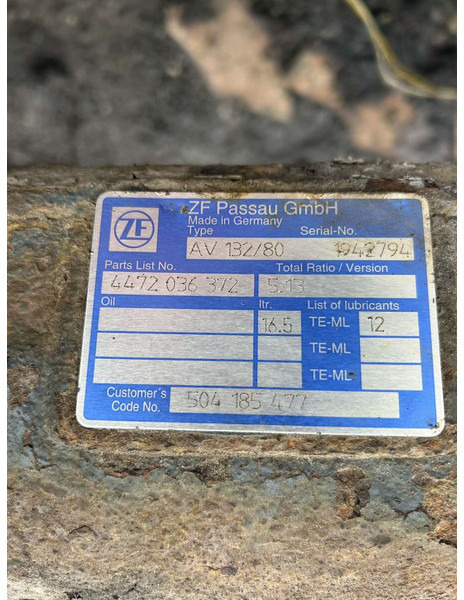 ZF Passau GmbH
ZF Made in Germany
Type Serial-No.
AV 132/80 1942794
Parts List No. Total Ratio / Version
4472 036 372 5.13
Oil ltr. List of lubricants
16.5 TE-ML 12
TE-ML
TE-ML
Customer's
Code No. 504 185 477